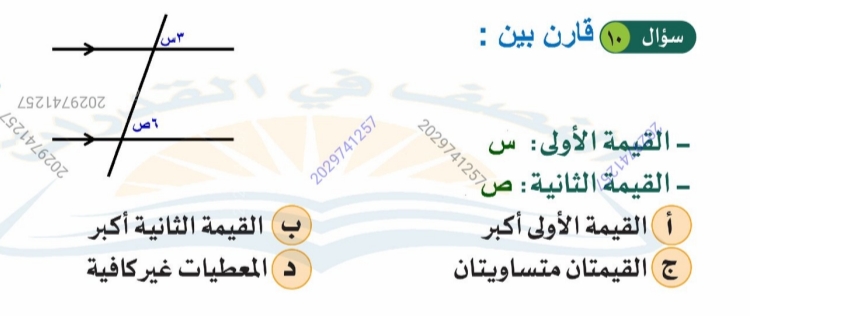 سؤال ١٠ قارن بين :
٣س
٦ص
- القيمة الأولى: س
- القيمة الثانية: ص
أ القيمة الأولى أكبر
ب القيمة الثانية أكبر
ج القيمتان متساويتان
د المعطيات غير كافية
2029741257
2029741257
2029741257
2029741257
2029741257